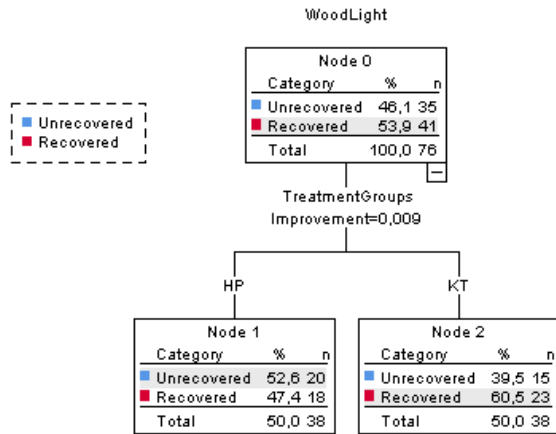 WoodLight
Node 0
Category % n
Unrecovered 46,1 35
Recovered 53,9 41
Total 100,0 76
Unrecovered
Recovered
TreatmentGroups
Improvement=0,009
HP
KT
Node 1
Category % n
Unrecovered 52,6 20
Recovered 47,4 18
Total 50,0 38
Node 2
Category % n
Unrecovered 39,5 15
Recovered 60,5 23
Total 50,0 38